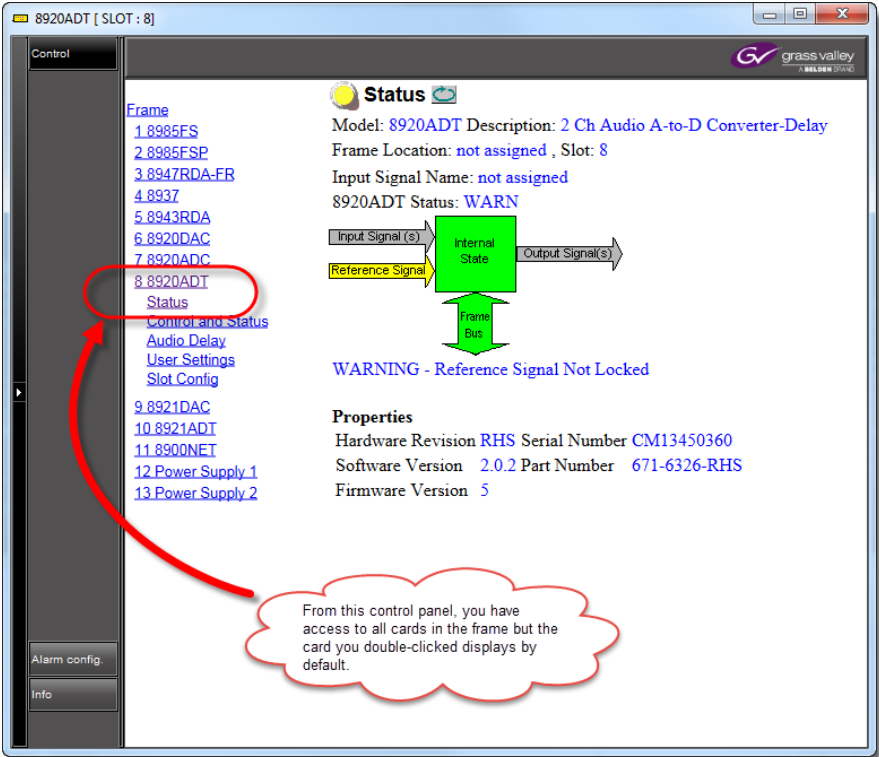 8920ADT [ SLOT : 8]
Control
grass valley
A BELDEN BRAND
Frame
1 8985FS
2 8985FSP
3 8947RDA-FR
4 8937
5 8943RDA
6 8920DAC
7 8920ADC
8 8920ADT
Status
Control and Status
Audio Delay
User Settings
Slot Config
9 8921DAC
10 8921ADT
11 8900NET
12 Power Supply 1
13 Power Supply 2
Status
Model: 8920ADT Description: 2 Ch Audio A-to-D Converter-Delay
Frame Location: not assigned , Slot: 8
Input Signal Name: not assigned
8920ADT Status: WARN
Input Signal (s)
Reference Signal
Internal
State
Output Signal(s)
Frame
Bus
WARNING - Reference Signal Not Locked
Properties
Hardware Revision RHS Serial Number CM13450360
Software Version 2.0.2 Part Number 671-6326-RHS
Firmware Version 5
From this control panel, you have
access to all cards in the frame but the
card you double-clicked displays by
default.
Alarm config.
Info